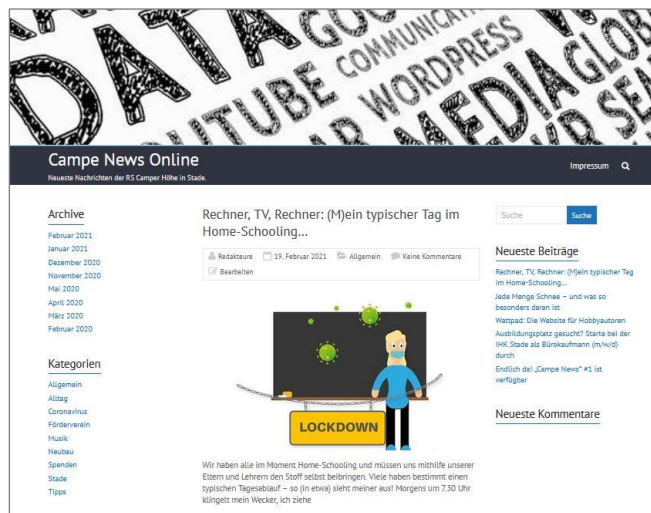 DATA
YOUTUBE
COMMUNICATION
WORDPRESS
MEDIA
GLOB
SEA
Campe News Online
Neueste Nachrichten der RS Camper Höhe in Stade.
Impressum
Archive
Februar 2021
Januar 2021
Dezember 2020
November 2020
Mai 2020
April 2020
März 2020
Februar 2020
Kategorien
Allgemein
Alltag
Coronavirus
Förderverein
Musik
Neubau
Spenden
Stade
Tipps
Rechner, TV, Rechner: (M)ein typischer Tag im
Home-Schooling...
Redakteure 19. Februar 2021 Allgemein Keine Kommentare
Bearbeiten
LOCKDOWN
Wir haben alle im Moment Home-Schooling und müssen uns mithilfe unserer
Eltern und Lehrern den Stoff selbst beibringen. Viele haben bestimmt einen
typischen Tagesablauf – so (in etwa) sieht meiner aus! Morgens um 7.30 Uhr
klingelt mein Wecker, ich ziehe
Suche Suche
Neueste Beiträge
Rechner, TV, Rechner: (M)ein typischer Tag
im Home-Schooling...
Jede Menge Schnee – und was so
besonders daran ist
Wattpad: Die Website für Hobbyautoren
Ausbildungsplatz gesucht? Starte bei der
IHK Stade als Bürokaufmann (m/w/d)
durch
Endlich da! „Campe News“ #1 ist
verfügbar
Neueste Kommentare